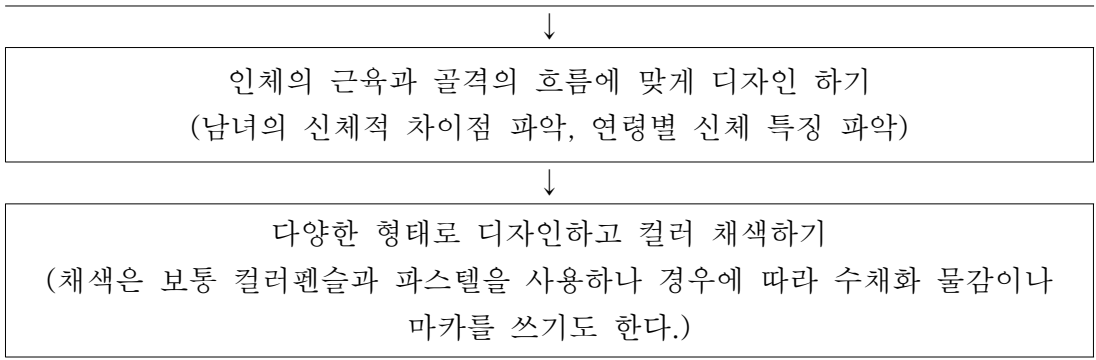 ↓
인체의 근육과 골격의 흐름에 맞게 디자인 하기
(남녀의 신체적 차이점 파악, 연령별 신체 특징 파악)
↓
다양한 형태로 디자인하고 컬러 채색하기
(채색은 보통 컬러펜슬과 파스텔을 사용하나 경우에 따라 수채화 물감이나
마카를 쓰기도 한다.)